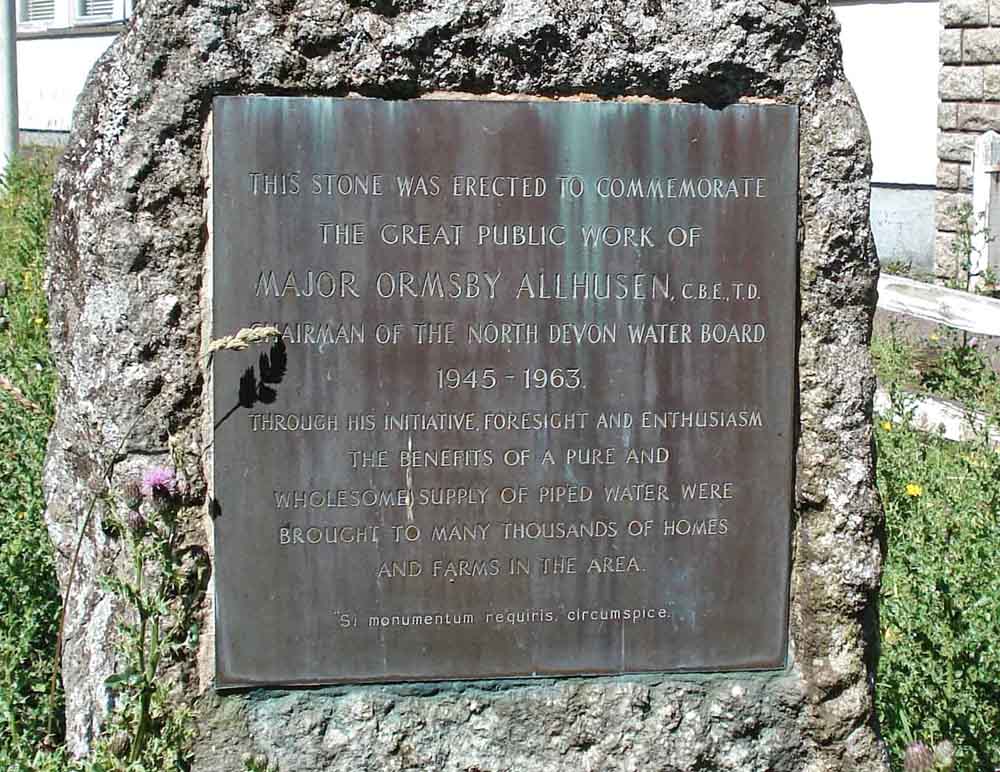 THIS STONE WAS ERECTED TO COMMEMORATE
THE GREAT PUBLIC WORK OF
MAJOR ORMSBY ALLHUSEN, C.B.E., T.D.
CHAIRMAN OF THE NORTH DEVON WATER BOARD
1945 - 1963.
THROUGH HIS INITIATIVE, FORESIGHT AND ENTHUSIASM
THE BENEFITS OF A PURE AND
WHOLESOME SUPPLY OF PIPED WATER WERE
BROUGHT TO MANY THOUSANDS OF HOMES
AND FARMS IN THE AREA.
"Si monumentum requiris, circumspice."